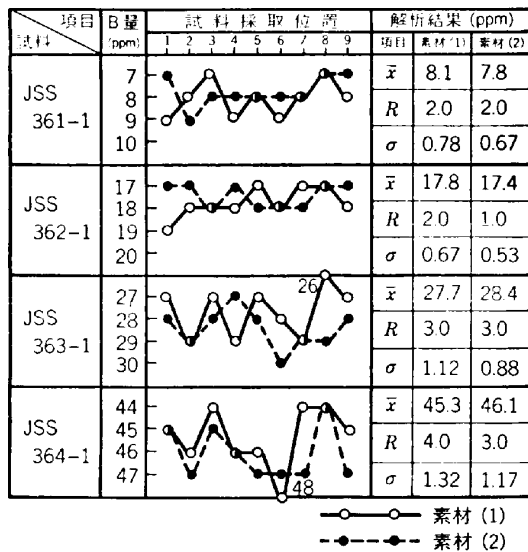 項目 試料 B量 (ppm) 試料採取位置 解析結果 (ppm)
1 2 3 4 5 6 7 8 9 項目 素材(1) 素材(2)
JSS 361-1 7 8 9 10
x̄ 8.1 7.8
R 2.0 2.0
σ 0.78 0.67
JSS 362-1 17 18 19 20
x̄ 17.8 17.4
R 2.0 1.0
σ 0.67 0.53
JSS 363-1 27 28 29 30 26
x̄ 27.7 28.4
R 3.0 3.0
σ 1.12 0.88
JSS 364-1 44 45 46 47 48
x̄ 45.3 46.1
R 4.0 3.0
σ 1.32 1.17
素材 (1)
素材 (2)